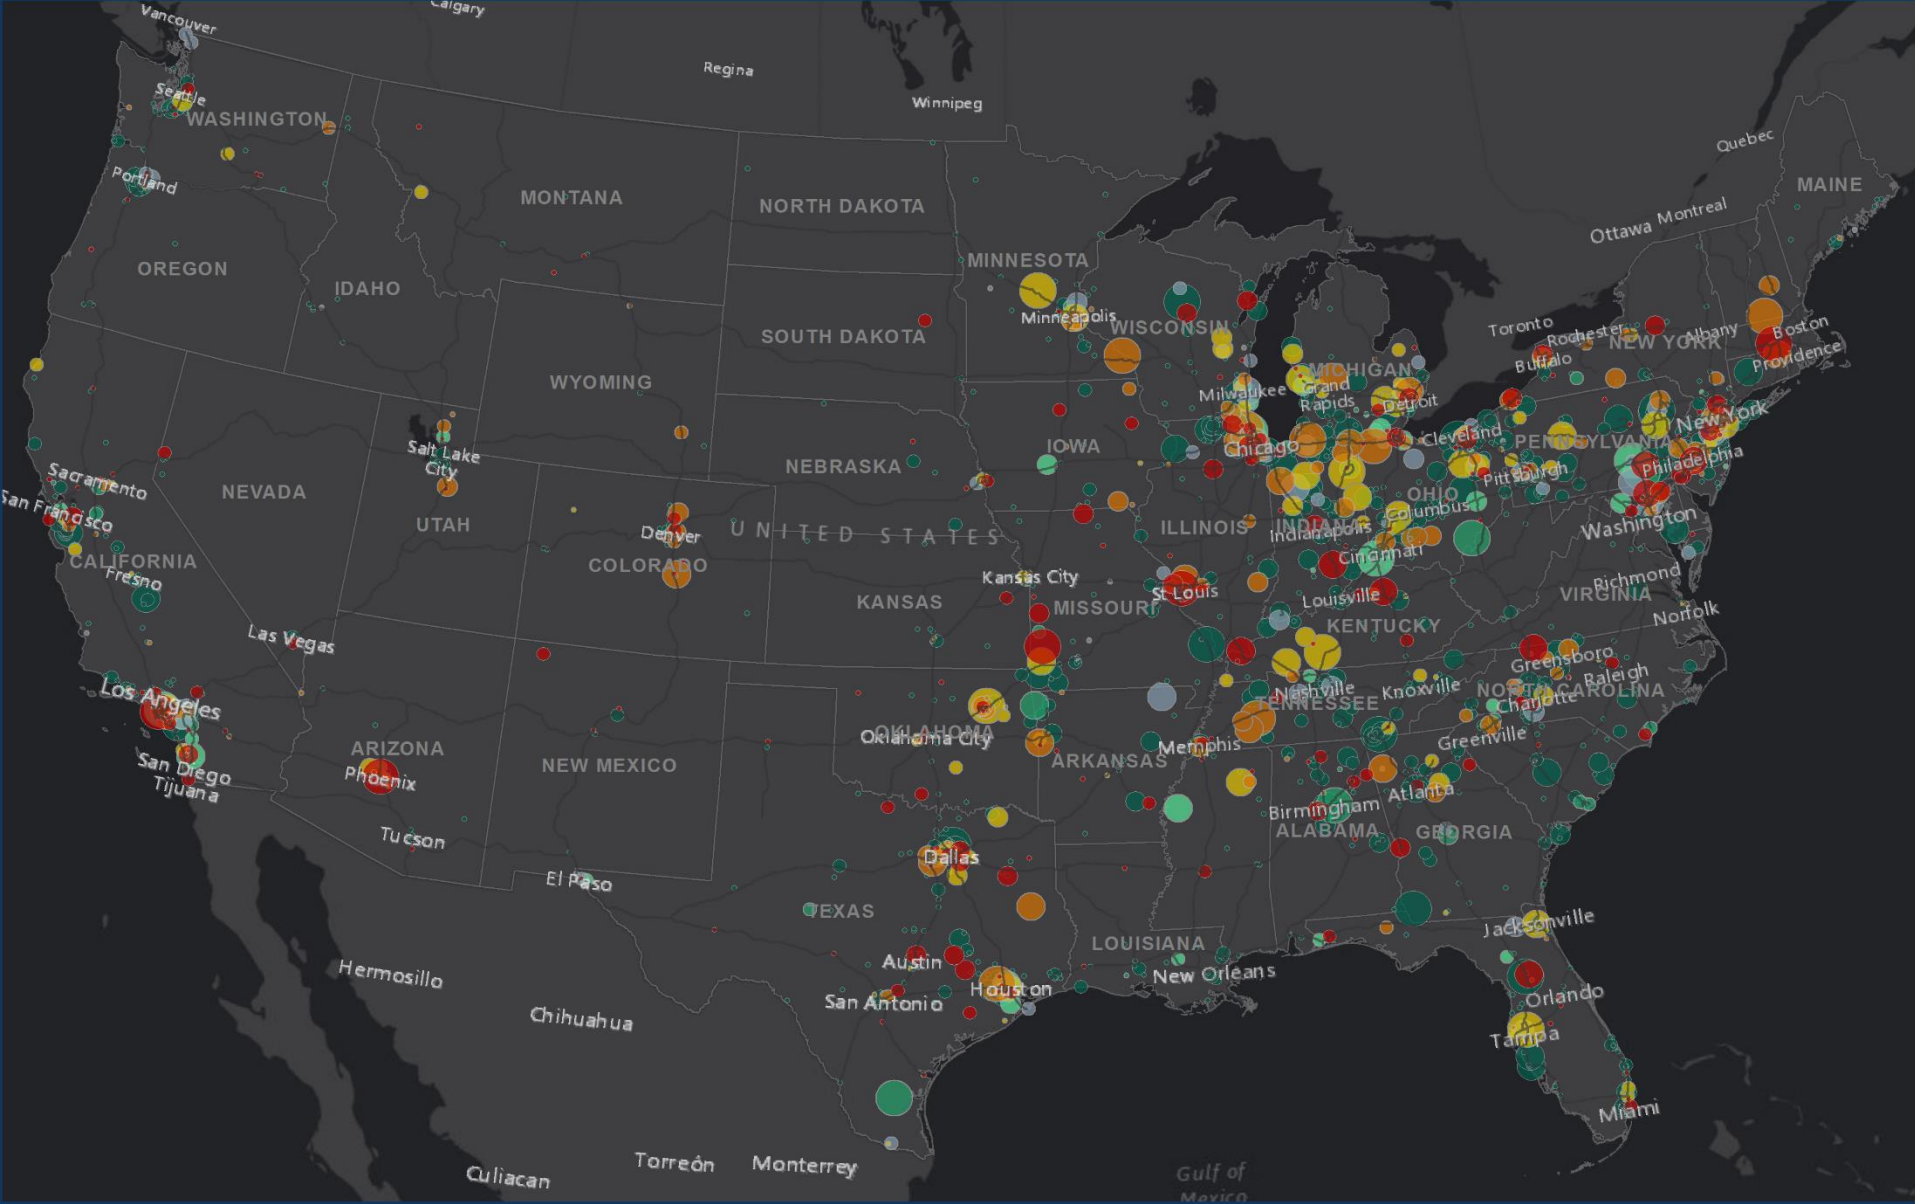 Calgary
Vancouver
Regina
Winnipeg
Seattle
WASHINGTON
Quebec
Portland
MONTANA
NORTH DAKOTA
MAINE
Ottawa
Montreal
OREGON
IDAHO
MINNESOTA
Minneapolis
WISCONSIN
SOUTH DAKOTA
Toronto
Rochester
NEW YORK
Albany
Boston
Buffalo
Providence
WYOMING
MICHIGAN
Milwaukee
Grand
Rapids
Detroit
New York
Salt Lake
City
IOWA
Chicago
Cleveland
PENNSYLVANIA
NEBRASKA
Sacramento
NEVADA
Pittsburgh
Philadelphia
San Francisco
UTAH
OHIO
Columbus
Denver
UNITED STATES
ILLINOIS
INDIANA
Indianapolis
Washington
CALIFORNIA
COLORADO
Cincinnati
Fresno
Kansas City
St Louis
Richmond
KANSAS
MISSOURI
Louisville
VIRGINIA
Norfolk
Las Vegas
KENTUCKY
Greensboro
Raleigh
Los Angeles
Nashville
Knoxville
NORTH CAROLINA
TENNESSEE
Charlotte
OKLAHOMA
Oklahoma City
Memphis
Greenville
ARIZONA
NEW MEXICO
ARKANSAS
San Diego
Phoenix
Tijuana
Atlanta
Birmingham
ALABAMA
GEORGIA
Tucson
Dallas
El Paso
TEXAS
Jacksonville
LOUISIANA
Austin
New Orleans
Hermosillo
Houston
San Antonio
Orlando
Chihuahua
Tampa
Miami
Torreón
Monterrey
Culiacan
Gulf of
Mexico